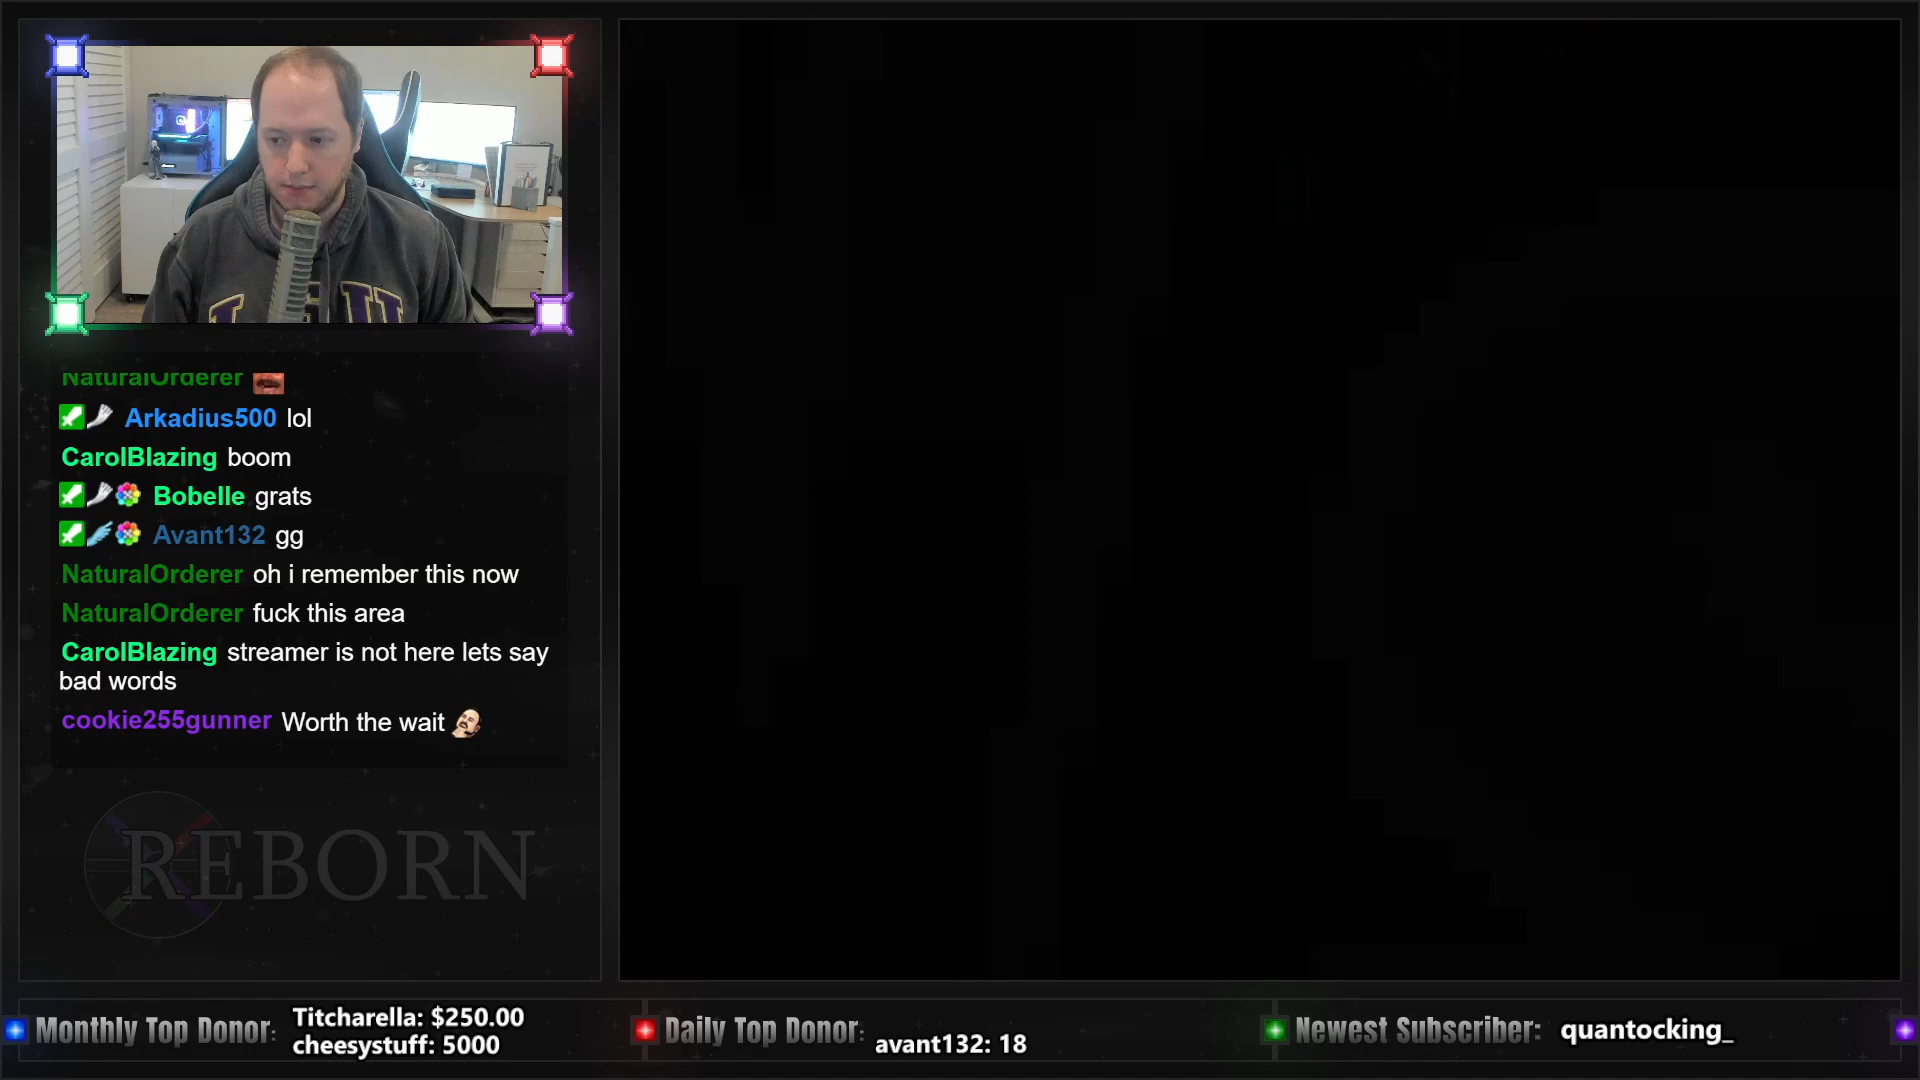 NaturalOrderer
Arkadius500 lol
CarolBlazing boom
Bobelle grats
Avant132 gg
NaturalOrderer oh i remember this now
NaturalOrderer fuck this area
CarolBlazing streamer is not here lets say
bad words
cookie255gunner Worth the wait
REBORN
Monthly Top Donor: Titcharella: $250.00
cheesystuff: 5000
Daily Top Donor: avant132: 18
Newest Subscriber: quantocking_